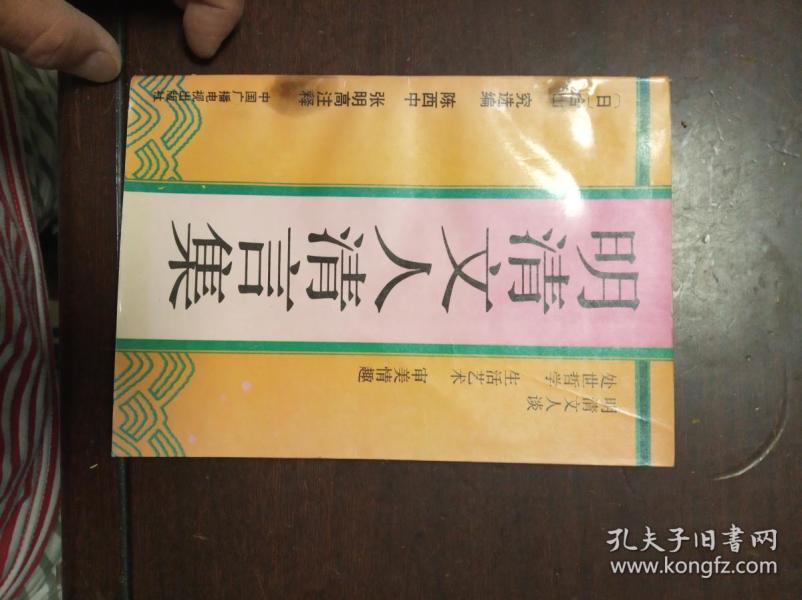 明清文人谈
处世哲学 生活艺术 审美情趣
明清文人清言集
[日]合山 究选编 陈西中 张明高注释 中国广播电视出版社
孔夫子旧书网
www.kongfz.com